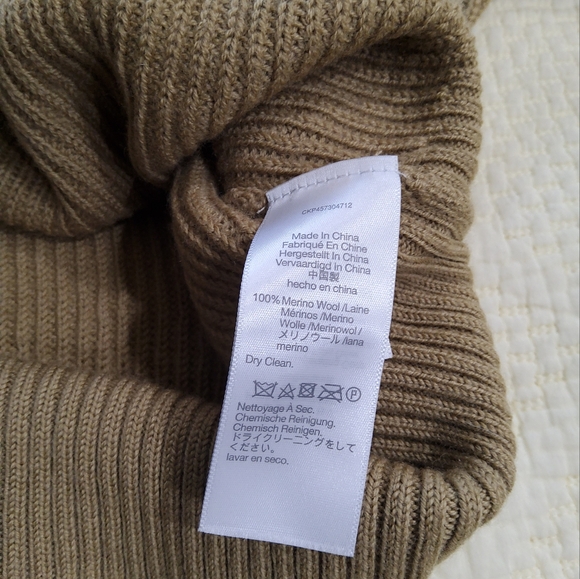 CKP457304712
Made In China
Fabriqué En Chine
Hergestellt In China
Vervaardigd In China
中国製
hecho en china
100% Merino Wool /Laine
Mérinos /Merino
Wolle /Merinowol /
メリノウール /lana
merino
Dry Clean.
P
Nettoyage À Sec.
Chemische Reinigung.
Chemisch Reinigen.
ドライクリーニングをして
ください。
lavar en seco.